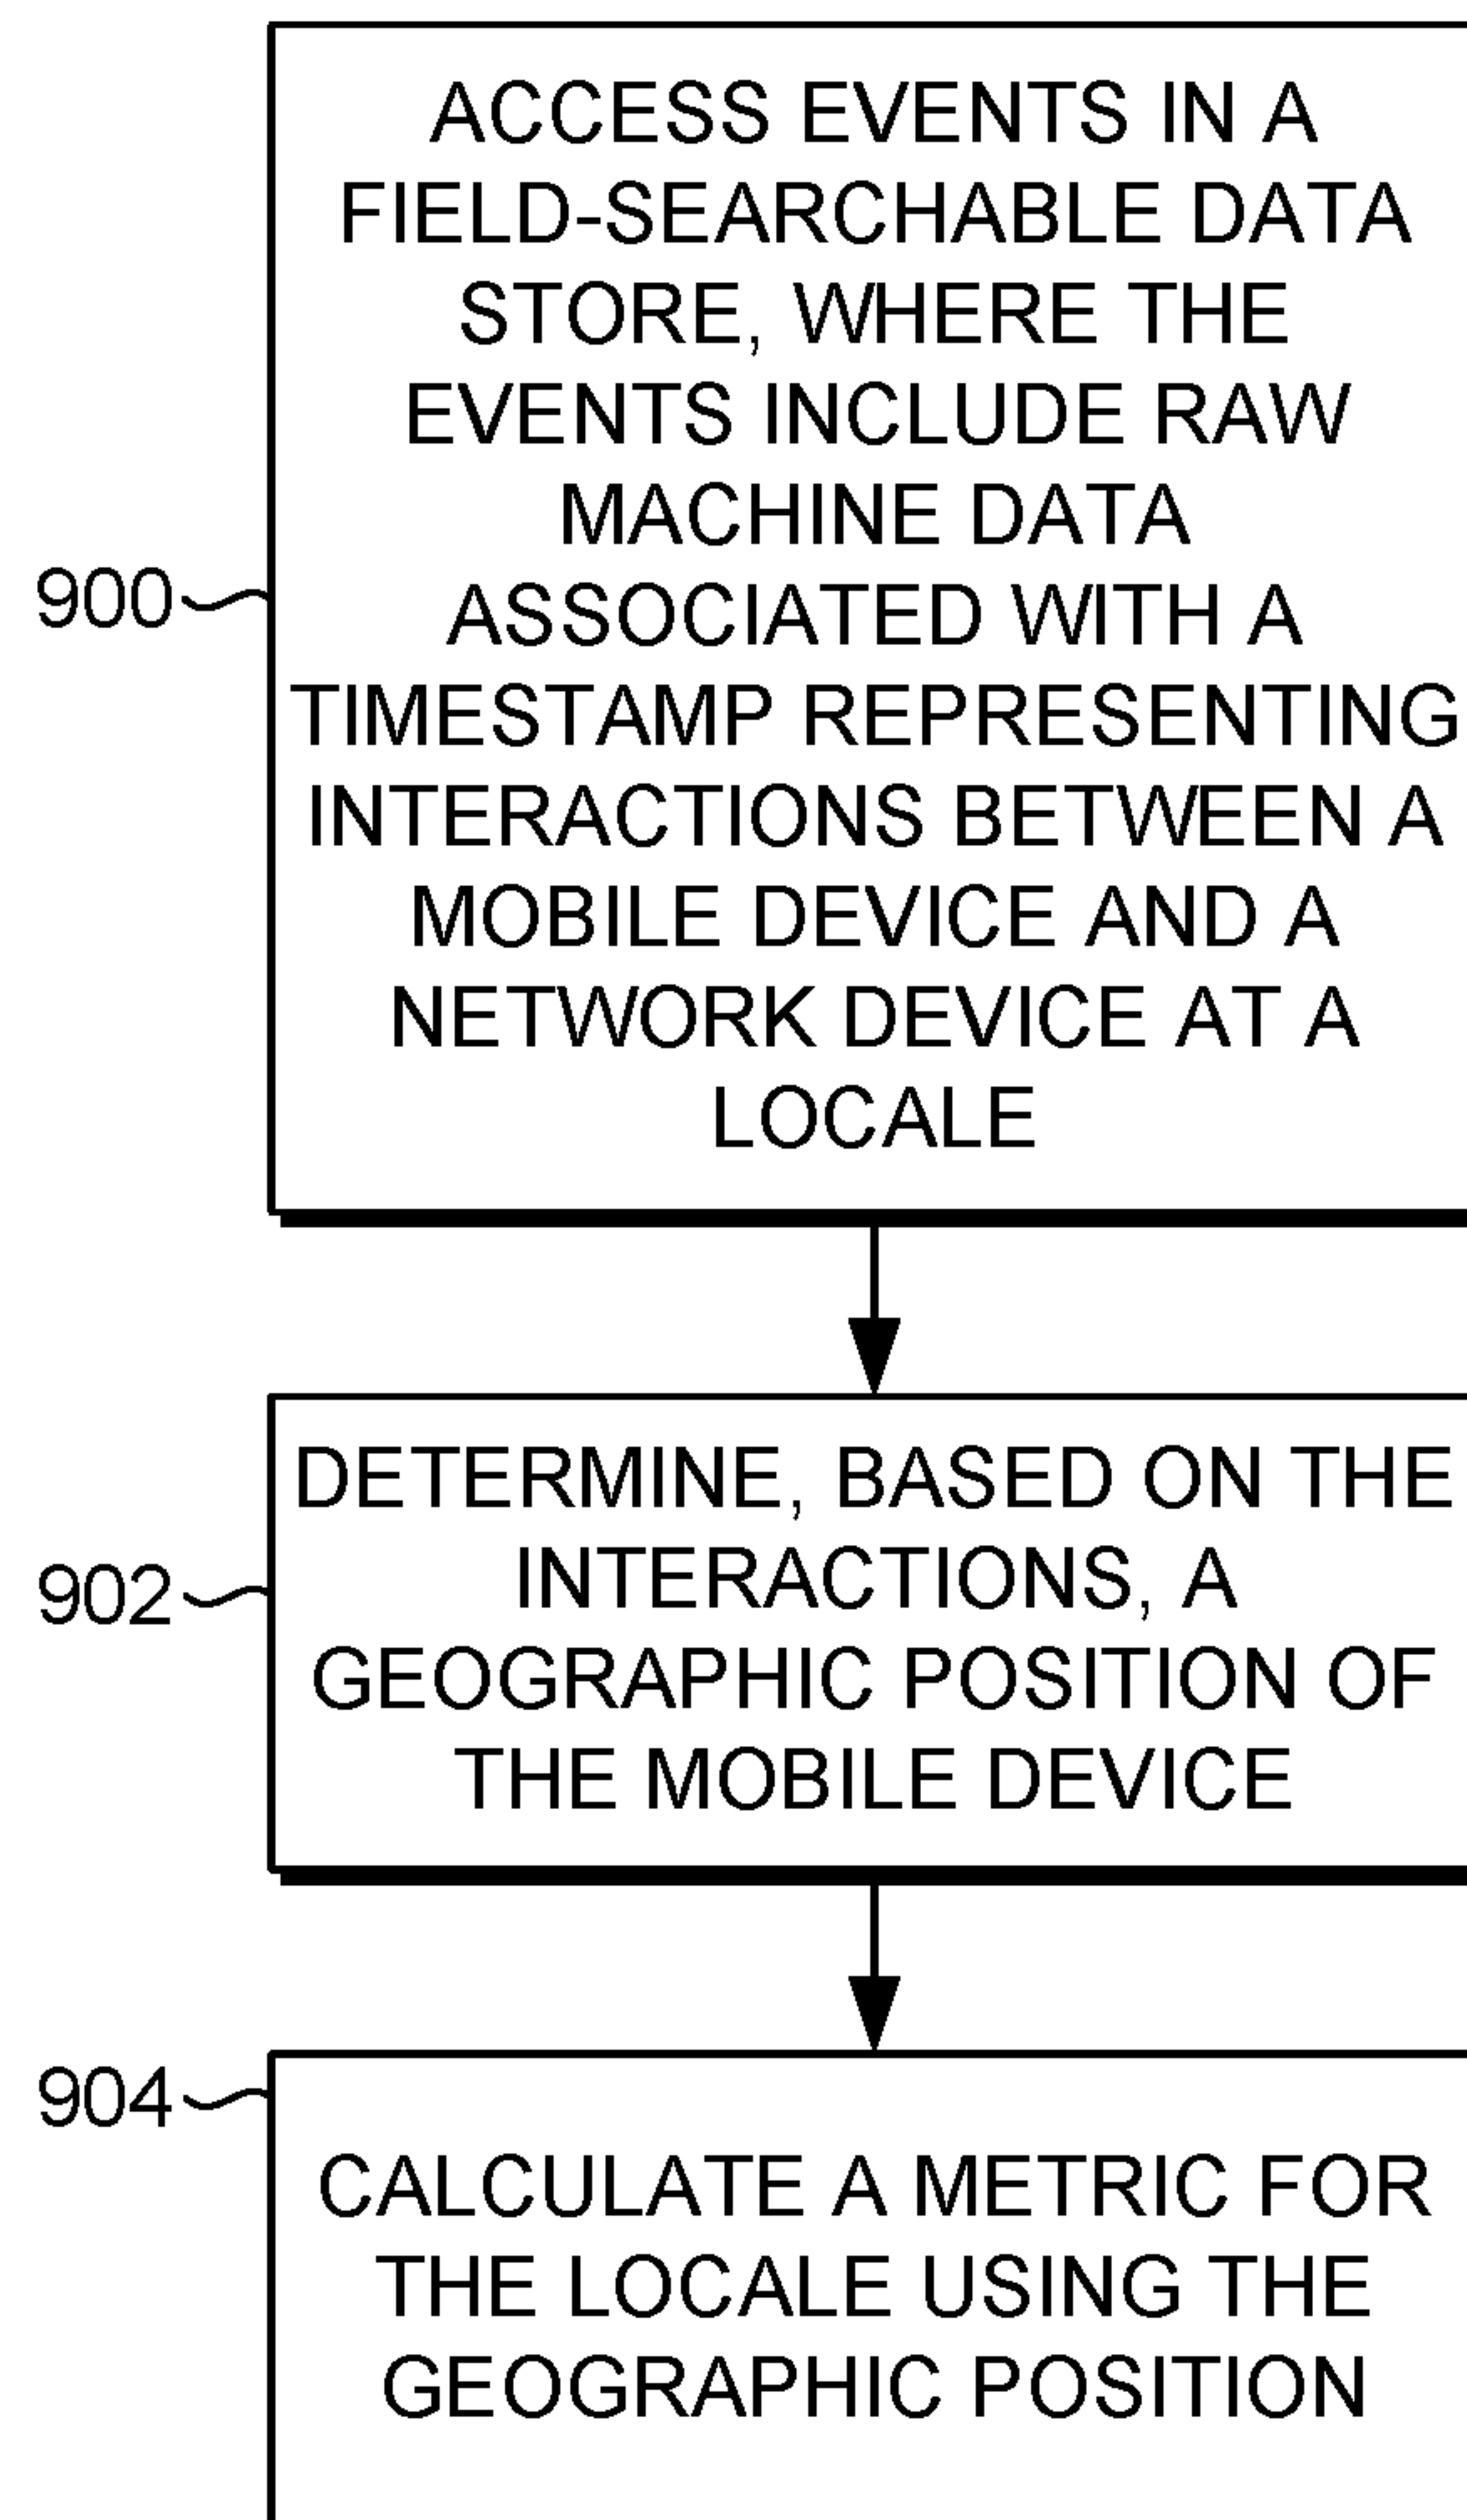 ACCESS EVENTS IN A
FIELD-SEARCHABLE DATA
STORE, WHERE THE
EVENTS INCLUDE RAW
MACHINE DATA
900
ASSOCIATED WITH A
TIMESTAMP REPRESENTING
INTERACTIONS BETWEEN A
MOBILE DEVICE AND A
NETWORK DEVICE AT A
LOCALE
DETERMINE, BASED ON THE
902
INTERACTIONS, A
GEOGRAPHIC POSITION OF
THE MOBILE DEVICE
904
CALCULATE A METRIC FOR
THE LOCALE USING THE
GEOGRAPHIC POSITION